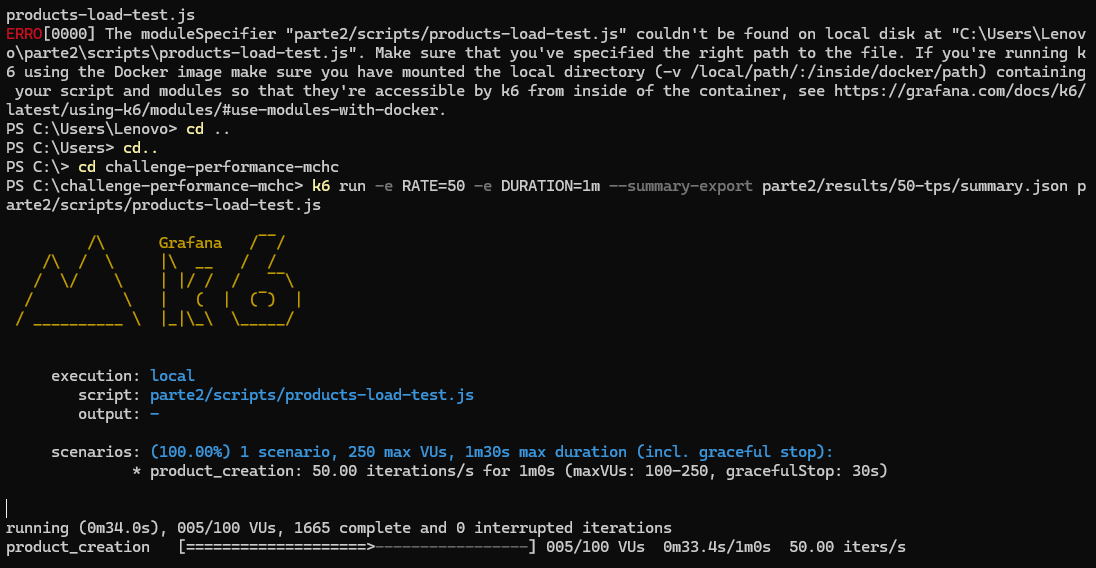 products-load-test.js
ERRO[0000] The moduleSpecifier "parte2/scripts/products-load-test.js" couldn't be found on local disk at "C:\Users\Lenov
o\parte2\scripts\products-load-test.js". Make sure that you've specified the right path to the file. If you're running k
6 using the Docker image make sure you have mounted the local directory (-v /local/path/:/inside/docker/path) containing
 your script and modules so that they're accessible by k6 from inside of the container, see https://grafana.com/docs/k6/
latest/using-k6/modules/#use-modules-with-docker.
PS C:\Users\Lenovo> cd ..
PS C:\Users> cd..
PS C:\> cd challenge-performance-mchc
PS C:\challenge-performance-mchc> k6 run -e RATE=50 -e DURATION=1m --summary-export parte2/results/50-tps/summary.json p
arte2/scripts/products-load-test.js
         /\      Grafana   /‾‾/
    /\  /  \     |\  __   /  /
   /  \/    \    | |/ /  /   ‾‾\
  /          \   |   (  |  (‾)  |
 / __________ \  |_|\_\  \_____/
     execution: local
        script: parte2/scripts/products-load-test.js
        output: -
     scenarios: (100.00%) 1 scenario, 250 max VUs, 1m30s max duration (incl. graceful stop):
              * product_creation: 50.00 iterations/s for 1m0s (maxVUs: 100-250, gracefulStop: 30s)
running (0m34.0s), 005/100 VUs, 1665 complete and 0 interrupted iterations
product_creation   [====================>-----------------] 005/100 VUs  0m33.4s/1m0s  50.00 iters/s